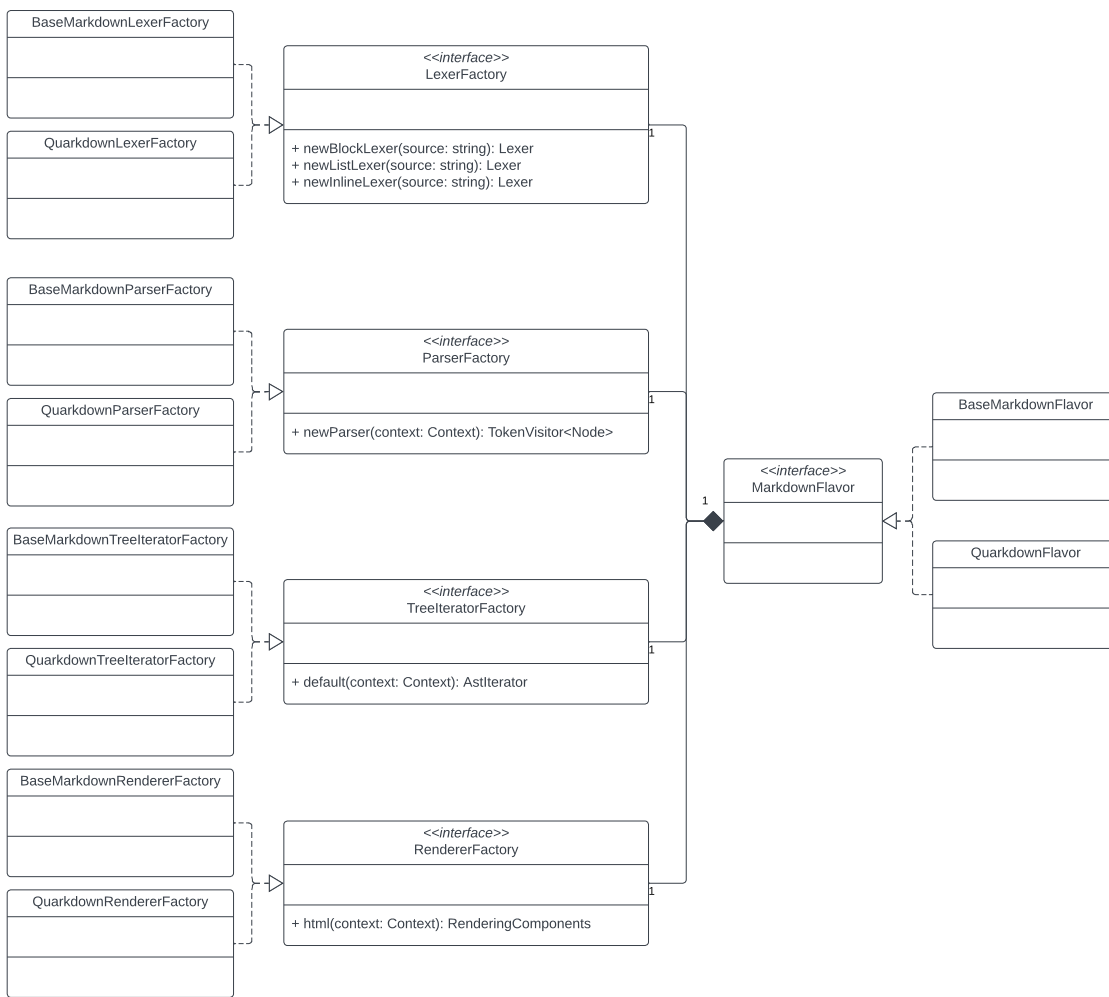 BaseMarkdownLexerFactory
QuarkdownLexerFactory
<<interface>>
LexerFactory
+ newBlockLexer(source: string): Lexer
+ newListLexer(source: string): Lexer
+ newInlineLexer(source: string): Lexer
1
BaseMarkdownParserFactory
QuarkdownParserFactory
<<interface>>
ParserFactory
+ newParser(context: Context): TokenVisitor<Node>
1
BaseMarkdownTreeIteratorFactory
QuarkdownTreeIteratorFactory
<<interface>>
TreeIteratorFactory
+ default(context: Context): AstIterator
1
BaseMarkdownRendererFactory
QuarkdownRendererFactory
<<interface>>
RendererFactory
+ html(context: Context): RenderingComponents
1
1
<<interface>>
MarkdownFlavor
BaseMarkdownFlavor
QuarkdownFlavor